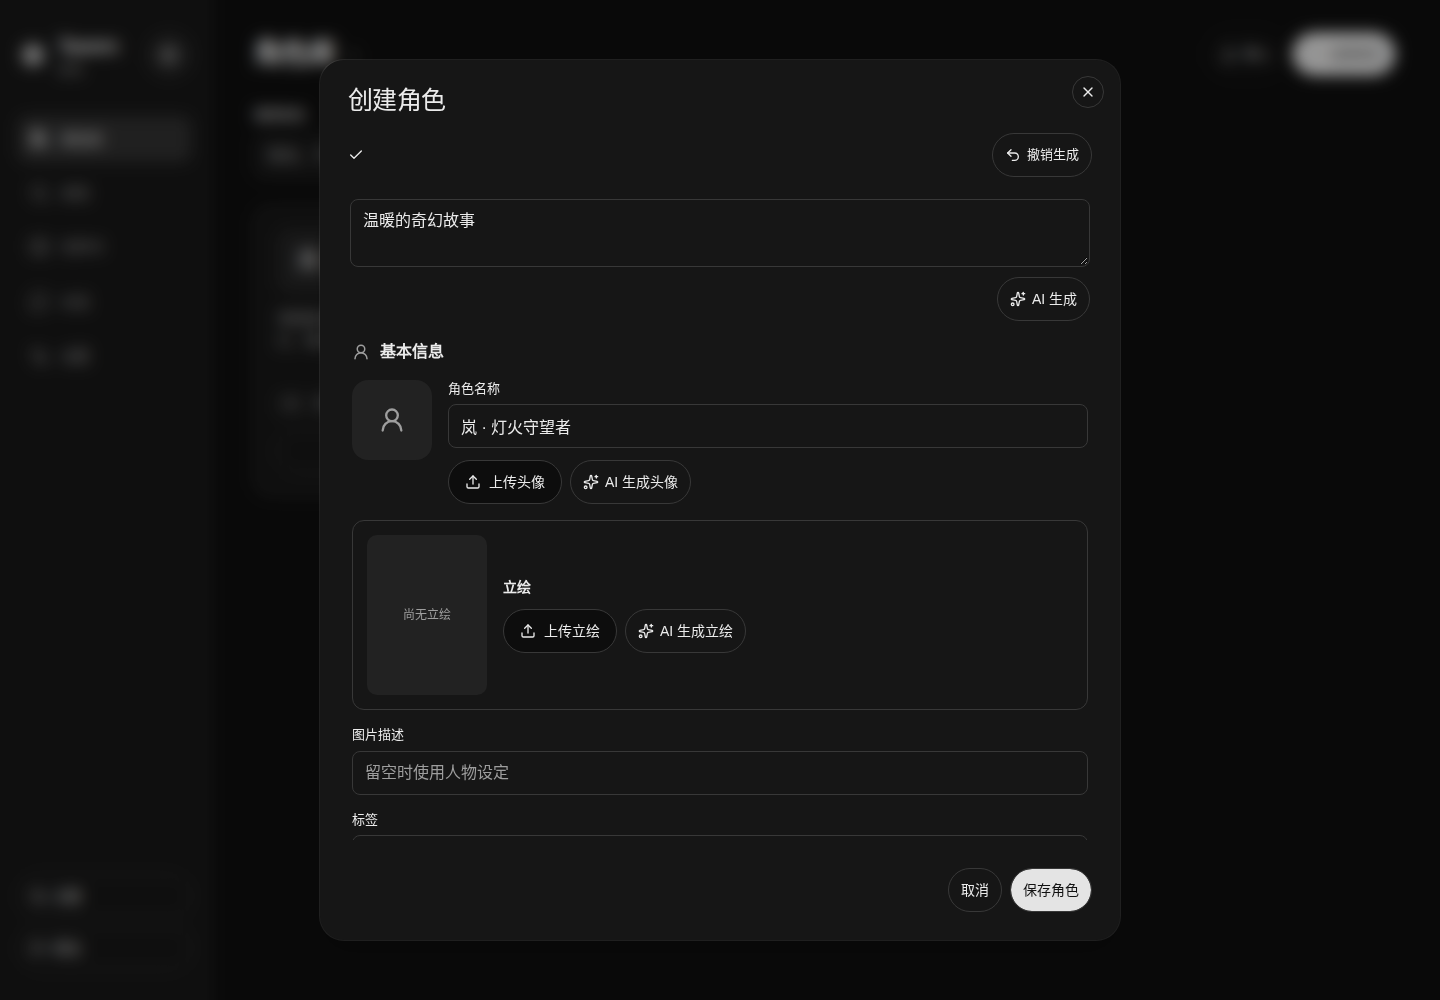 创建角色
撤销生成
温暖的奇幻故事
AI 生成
基本信息
角色名称
岚 · 灯火守望者
上传头像
AI 生成头像
尚无立绘
立绘
上传立绘
AI 生成立绘
图片描述
留空时使用人物设定
标签
取消
保存角色